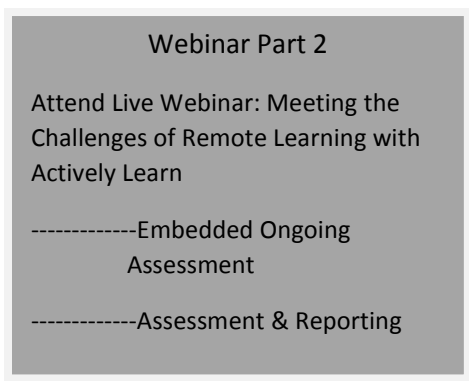 Webinar Part 2
Attend Live Webinar: Meeting the
Challenges of Remote Learning with
Actively Learn
-------------Embedded Ongoing
Assessment
-------------Assessment & Reporting